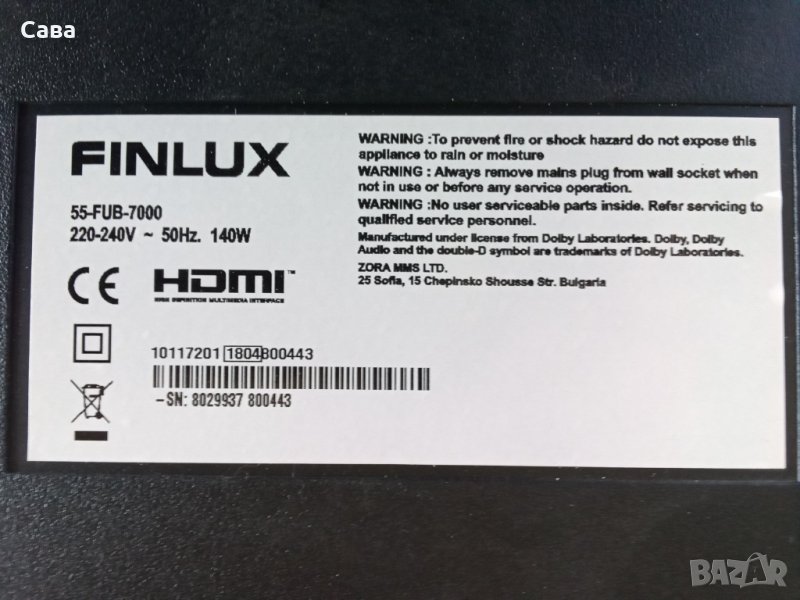 Сава
FINLUX
55-FUB-7000
220-240V ~ 50Hz. 140W
CE HDMI™
HIGH DEFINITION MULTIMEDIA INTERFACE
10117201 1804800443
-SN: 8029937 800443
WARNING :To prevent fire or shock hazard do not expose this
appliance to rain or moisture
WARNING : Always remove mains plug from wall socket when
not in use or before any service operation.
WARNING :No user serviceable parts inside. Refer servicing to
qualified service personnel.
Manufactured under license from Dolby Laboratories. Dolby, Dolby
Audio and the double-D symbol are trademarks of Dolby Laboratories.
ZORA MMS LTD.
25 Sofia, 15 Chepinsko Shousse Str. Bulgaria
BAZAR